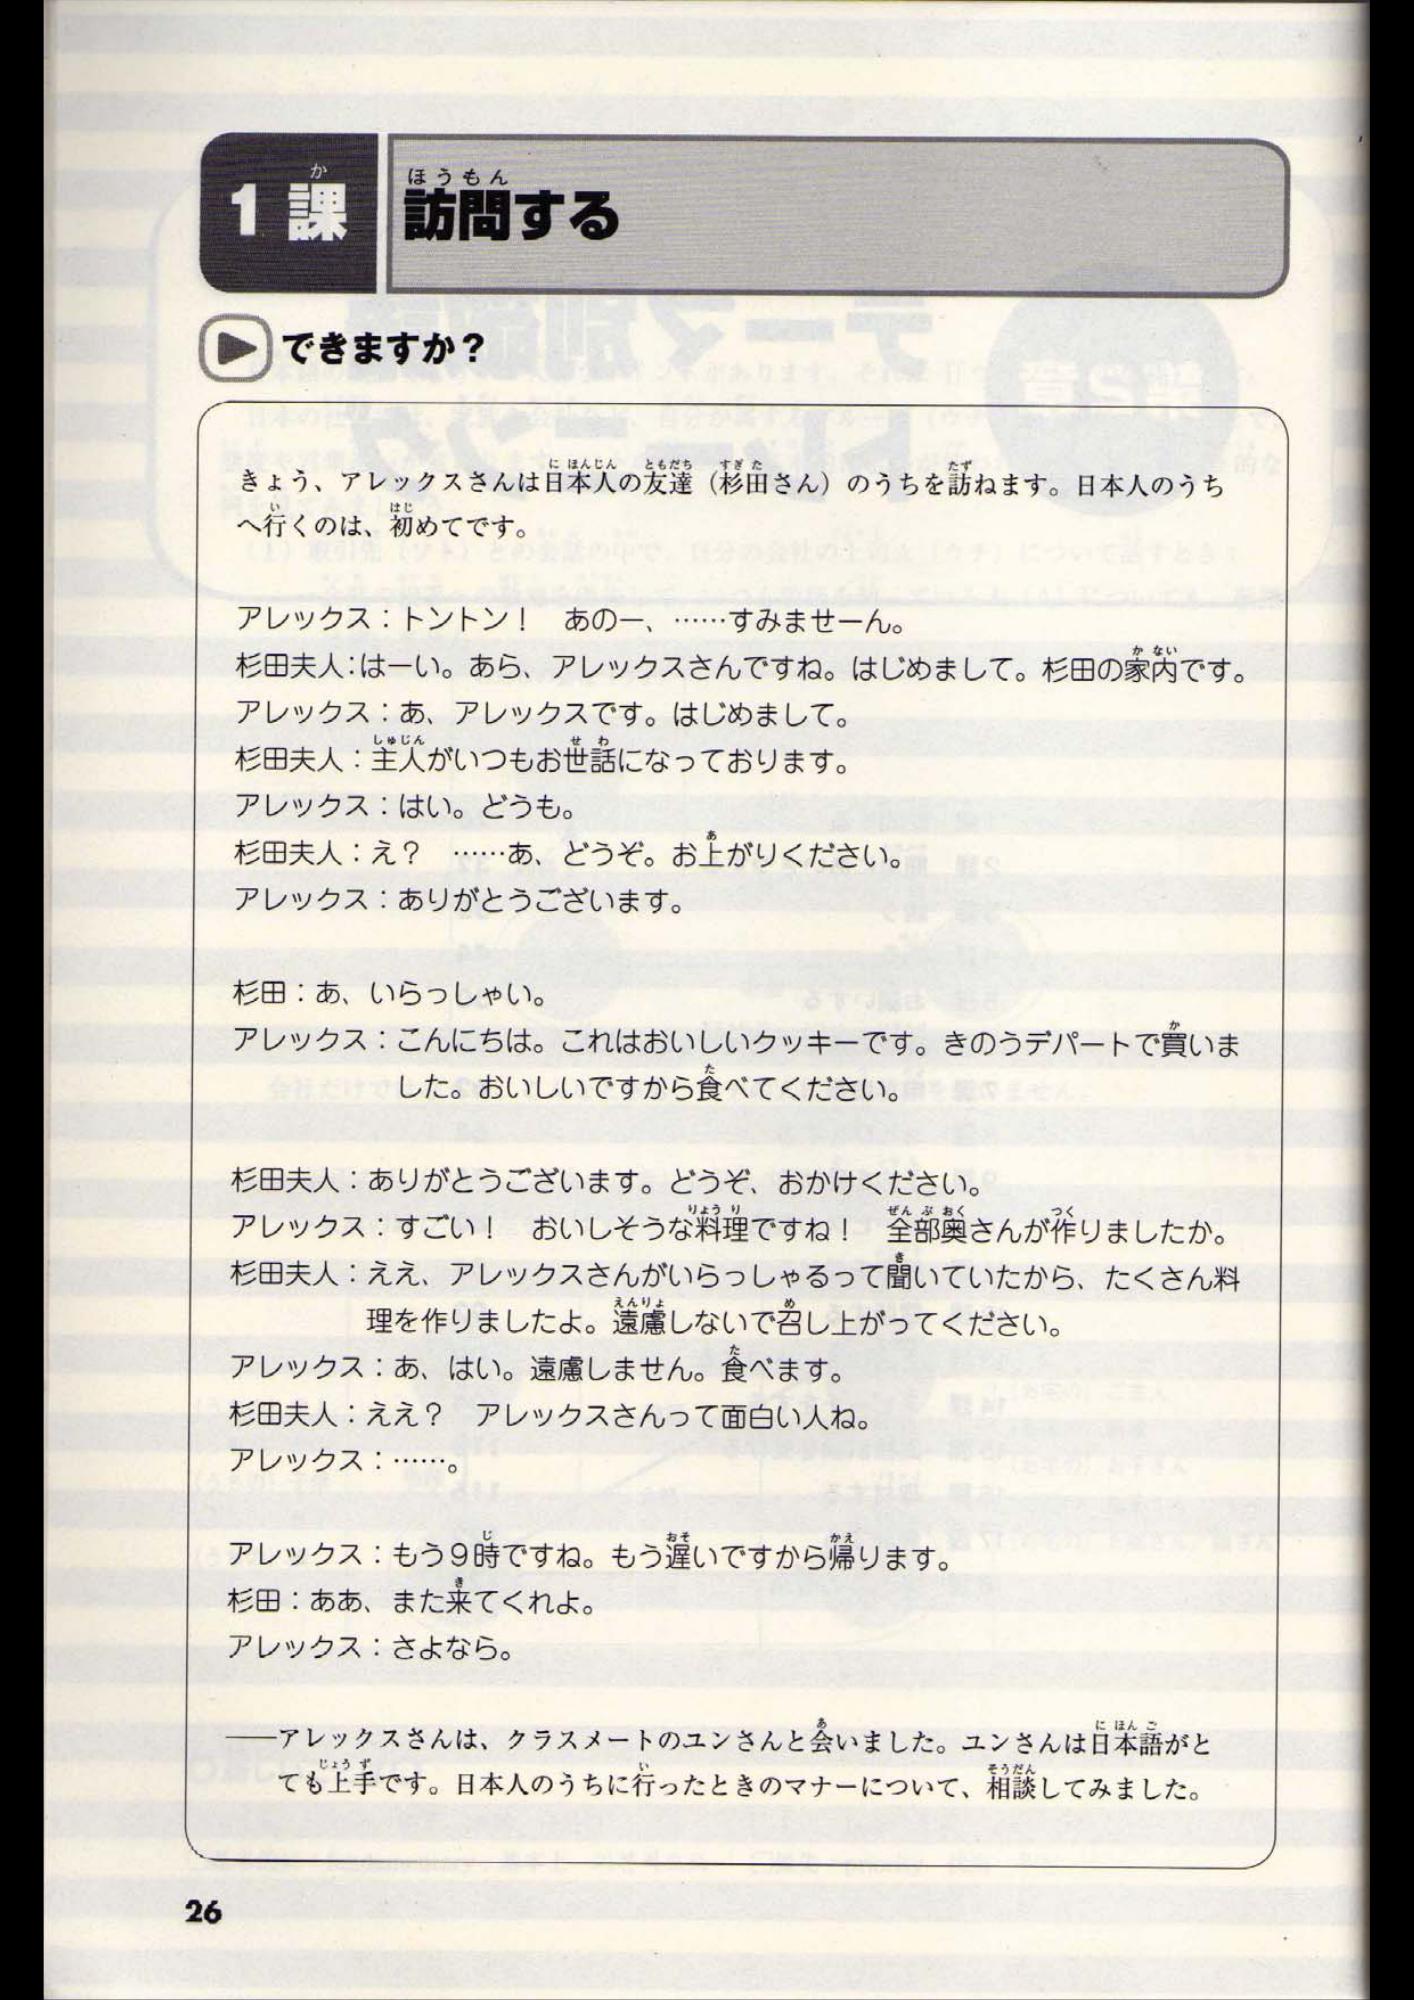 1課 訪問する
できますか？
きょう、アレックスさんは日本人の友達（杉田さん）のうちを訪ねます。日本人のうち
へ行くのは、初めてです。
アレックス：トントン！　あのー、……すみませーん。
杉田夫人：はーい。あら、アレックスさんですね。はじめまして。杉田の家内です。
アレックス：あ、アレックスです。はじめまして。
杉田夫人：主人がいつもお世話になっております。
アレックス：はい。どうも。
杉田夫人：え？　……あ、どうぞ。お上がりください。
アレックス：ありがとうございます。
杉田：あ、いらっしゃい。
アレックス：こんにちは。これはおいしいクッキーです。きのうデパートで買いま
した。おいしいですから食べてください。
杉田夫人：ありがとうございます。どうぞ、おかけください。
アレックス：すごい！　おいしそうな料理ですね！　全部奥さんが作りましたか。
杉田夫人：ええ、アレックスさんがいらっしゃるって聞いていたから、たくさん料
理を作りましたよ。遠慮しないで召し上がってください。
アレックス：あ、はい。遠慮しません。食べます。
杉田夫人：ええ？　アレックスさんって面白い人ね。
アレックス：……。
アレックス：もう９時ですね。もう遅いですから帰ります。
杉田：ああ、また来てくれよ。
アレックス：さよなら。
――アレックスさんは、クラスメートのユンさんと会いました。ユンさんは日本語がと
ても上手です。日本人のうちに行ったときのマナーについて、相談してみました。
26